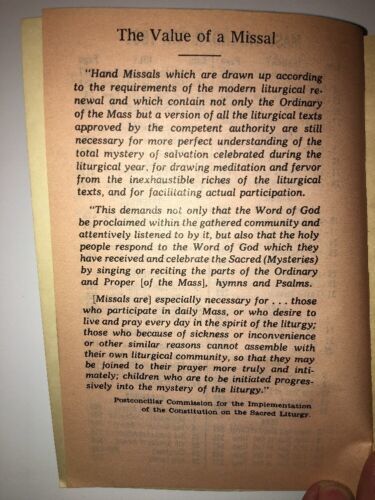 The Value of a Missal
"Hand Missals which are drawn up according
to the requirements of the modern liturgical re-
newal and which contain not only the Ordinary
of the Mass but a version of all the liturgical texts
approved by the competent authority are still
necessary for more perfect understanding of the
total mystery of salvation celebrated during the
liturgical year, for drawing meditation and fervor
from the inexhaustible riches of the liturgical
texts, and for facilitating actual participation.
"This demands not only that the Word of God
be proclaimed within the gathered community and
attentively listened to by it, but also that the holy
people respond to the Word of God which they
have received and celebrate the Sacred (Mysteries)
by singing or reciting the parts of the Ordinary
and Proper [of the Mass], hymns and Psalms.
[Missals are] especially necessary for . . . those
who participate in daily Mass, or who desire to
live and pray every day in the spirit of the liturgy;
those who because of sickness or inconvenience
or other similar reasons cannot assemble with
their own liturgical community, so that they may
be joined to their prayer more truly and inti-
mately; children who are to be initiated progres-
sively into the mystery of the liturgy."
Postconciliar Commission for the Implementation
of the Constitution on the Sacred Liturgy.